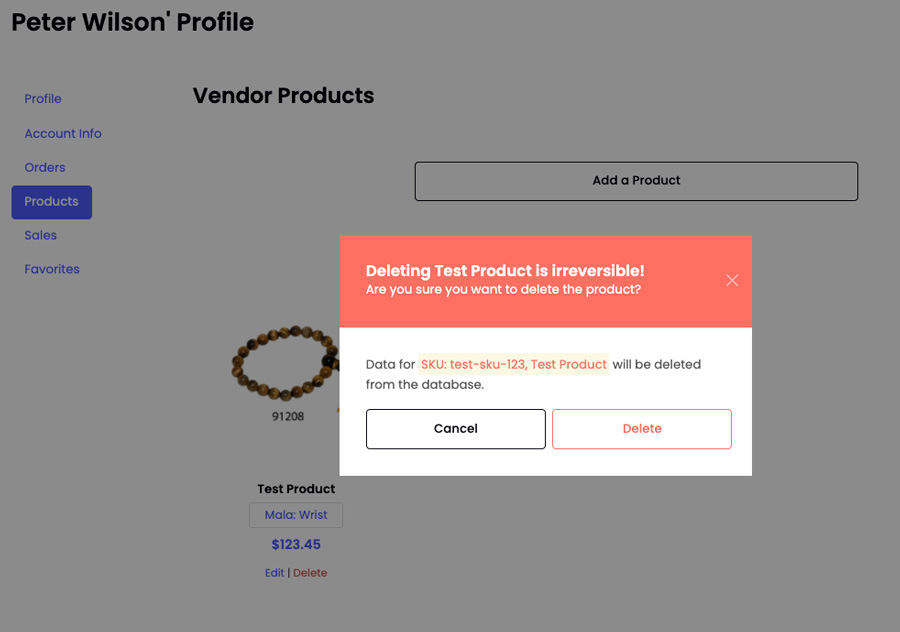 Peter Wilson' Profile
Profile
Account Info
Orders
Products
Sales
Favorites
Vendor Products
Add a Product
Deleting Test Product is irreversible!
Are you sure you want to delete the product?
Data for SKU: test-sku-123, Test Product will be deleted
from the database.
Cancel
Delete
91208
Test Product
Mala: Wrist
$123.45
Edit | Delete